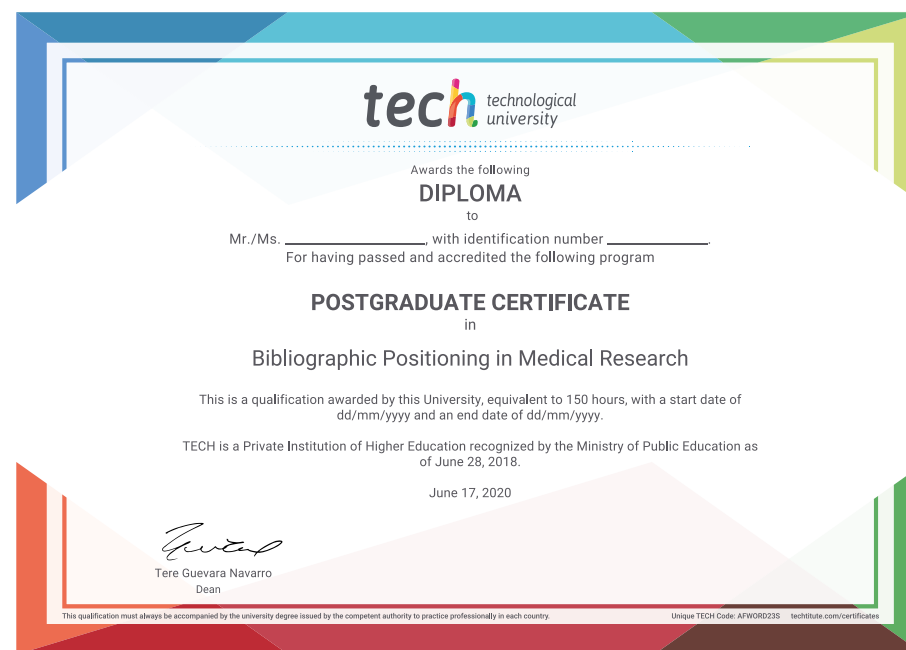 tech technological
university
Awards the following
DIPLOMA
to
Mr./Ms. ____________________, with identification number ______________.
For having passed and accredited the following program
POSTGRADUATE CERTIFICATE
in
Bibliographic Positioning in Medical Research
This is a qualification awarded by this University, equivalent to 150 hours, with a start date of
dd/mm/yyyy and an end date of dd/mm/yyyy.
TECH is a Private Institution of Higher Education recognized by the Ministry of Public Education as
of June 28, 2018.
June 17, 2020
Tere Guevara Navarro
Dean
This qualification must always be accompanied by the university degree issued by the competent authority to practice professionally in each country.
Unique TECH Code: AFWORD23S techtitute.com/certificates